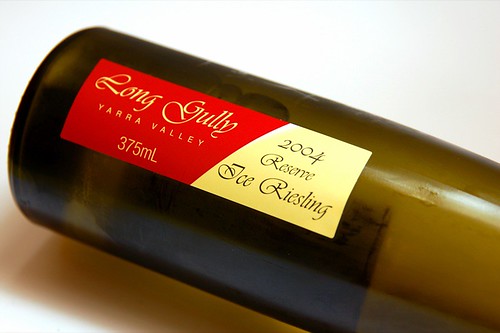 Long Gully
YARRA VALLEY
375mL
2004
Reserve
Ice Riesling